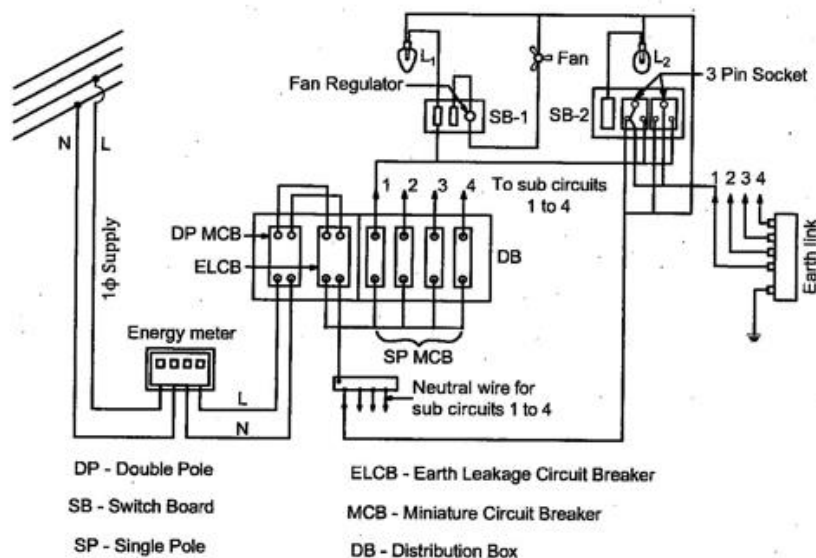 L₁
Fan
L₂
Fan Regulator
3 Pin Socket
SB-1
SB-2
N
L
1 2 3 4
To sub circuits
1 to 4
1 2 3 4
DP MCB
ELCB
DB
1ϕ Supply
Earth link
Energy meter
SP MCB
L
N
Neutral wire for
sub circuits 1 to 4
DP - Double Pole
ELCB - Earth Leakage Circuit Breaker
SB - Switch Board
MCB - Miniature Circuit Breaker
SP - Single Pole
DB - Distribution Box